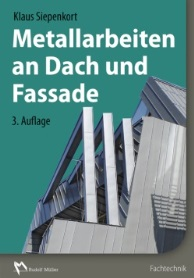 Klaus Siepenkort
Metallarbeiten
an Dach und
Fassade
3. Auflage
Rudolf Müller
Fachtechnik